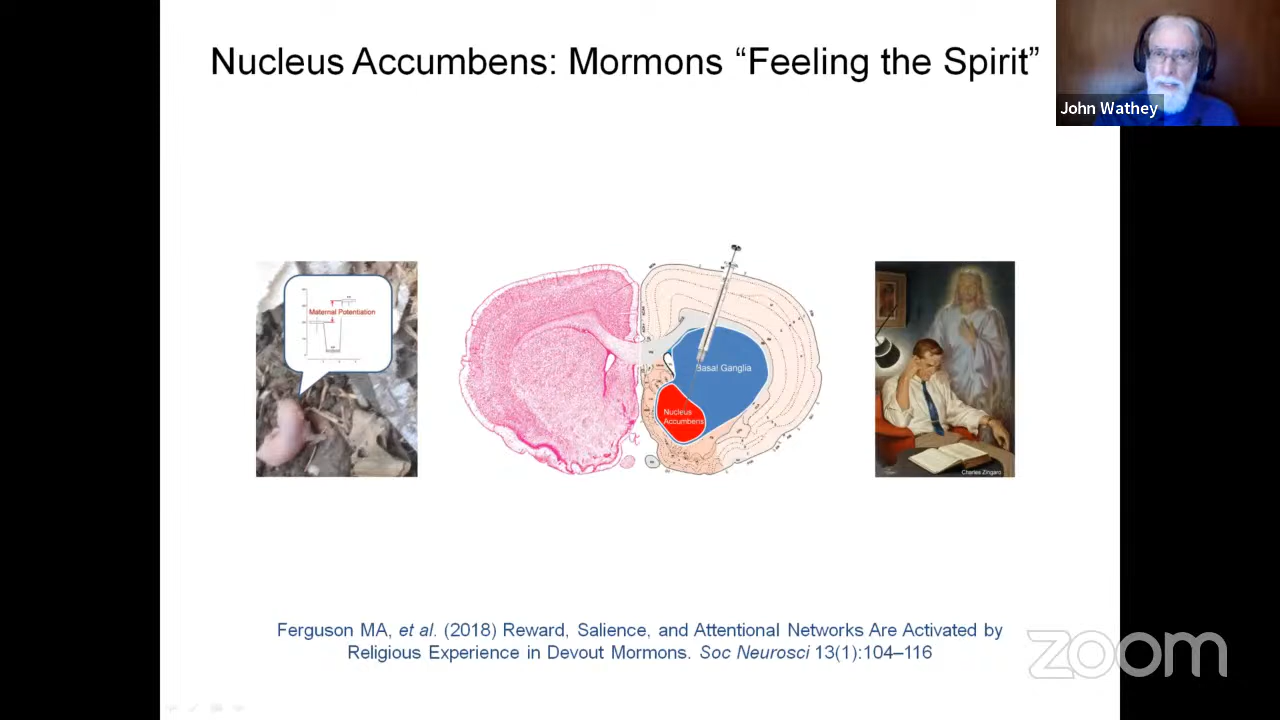 Nucleus Accumbens: Mormons “Feeling the Spirit”
John Wathey
Maternal Potentiation
Basal Ganglia
Nucleus
Accumbens
Charles Zingaro
Ferguson MA, et al. (2018) Reward, Salience, and Attentional Networks Are Activated by
Religious Experience in Devout Mormons. Soc Neurosci 13(1):104–116
zoom